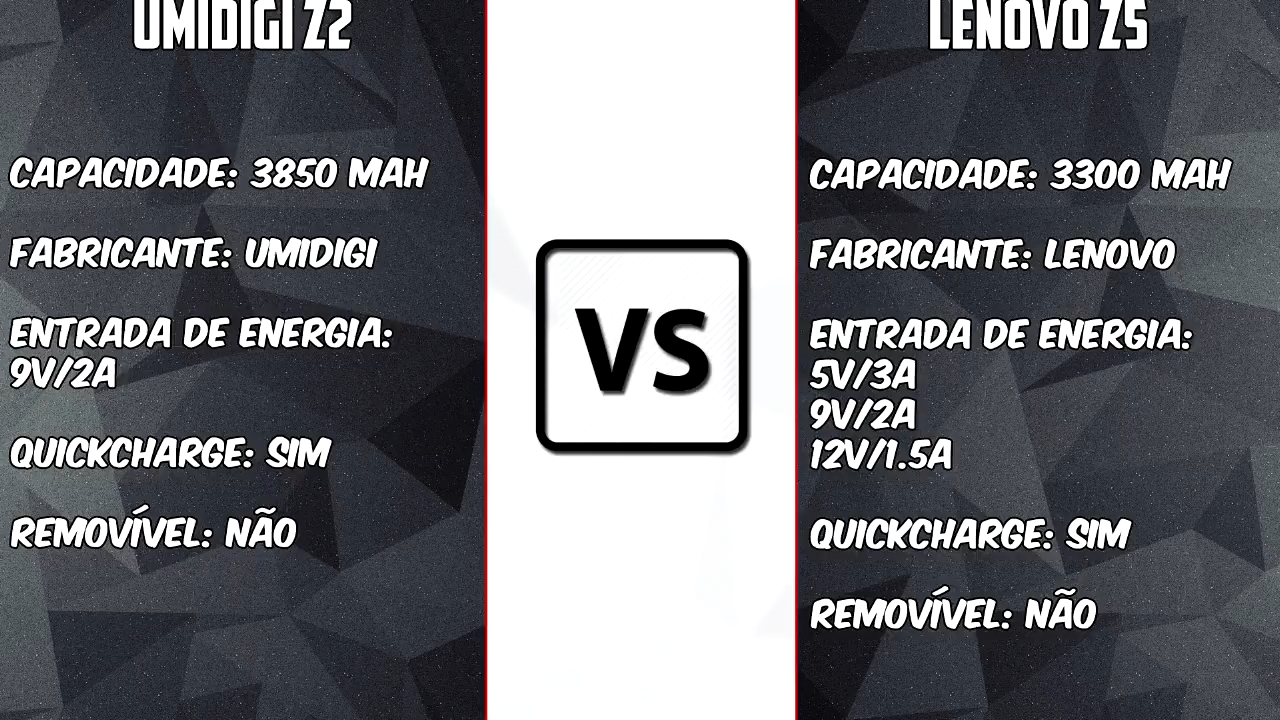 UMIDIGI Z2
CAPACIDADE: 3850 MAH
FABRICANTE: UMIDIGI
ENTRADA DE ENERGIA:
9V/2A
QUICKCHARGE: SIM
REMOVÍVEL: NÃO
VS
LENOVO Z5
CAPACIDADE: 3300 MAH
FABRICANTE: LENOVO
ENTRADA DE ENERGIA:
5V/3A
9V/2A
12V/1.5A
QUICKCHARGE: SIM
REMOVÍVEL: NÃO